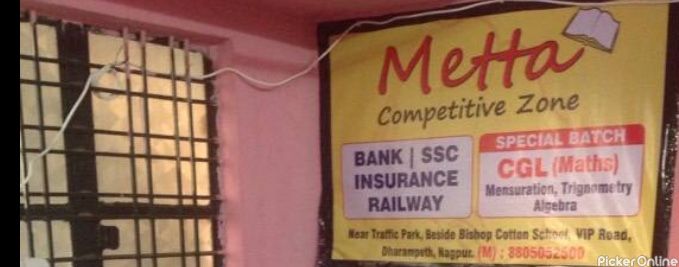 Metta
Competitive Zone
BANK | SSC
INSURANCE
RAILWAY
SPECIAL BATCH
CGL (Maths)
Mensuration, Trignometry
Algebra
Near Traffic Park, Beside Bishop Cotton School, VIP Road,
Dharampeth, Nagpur. (M) : 8805052500
Picker Online